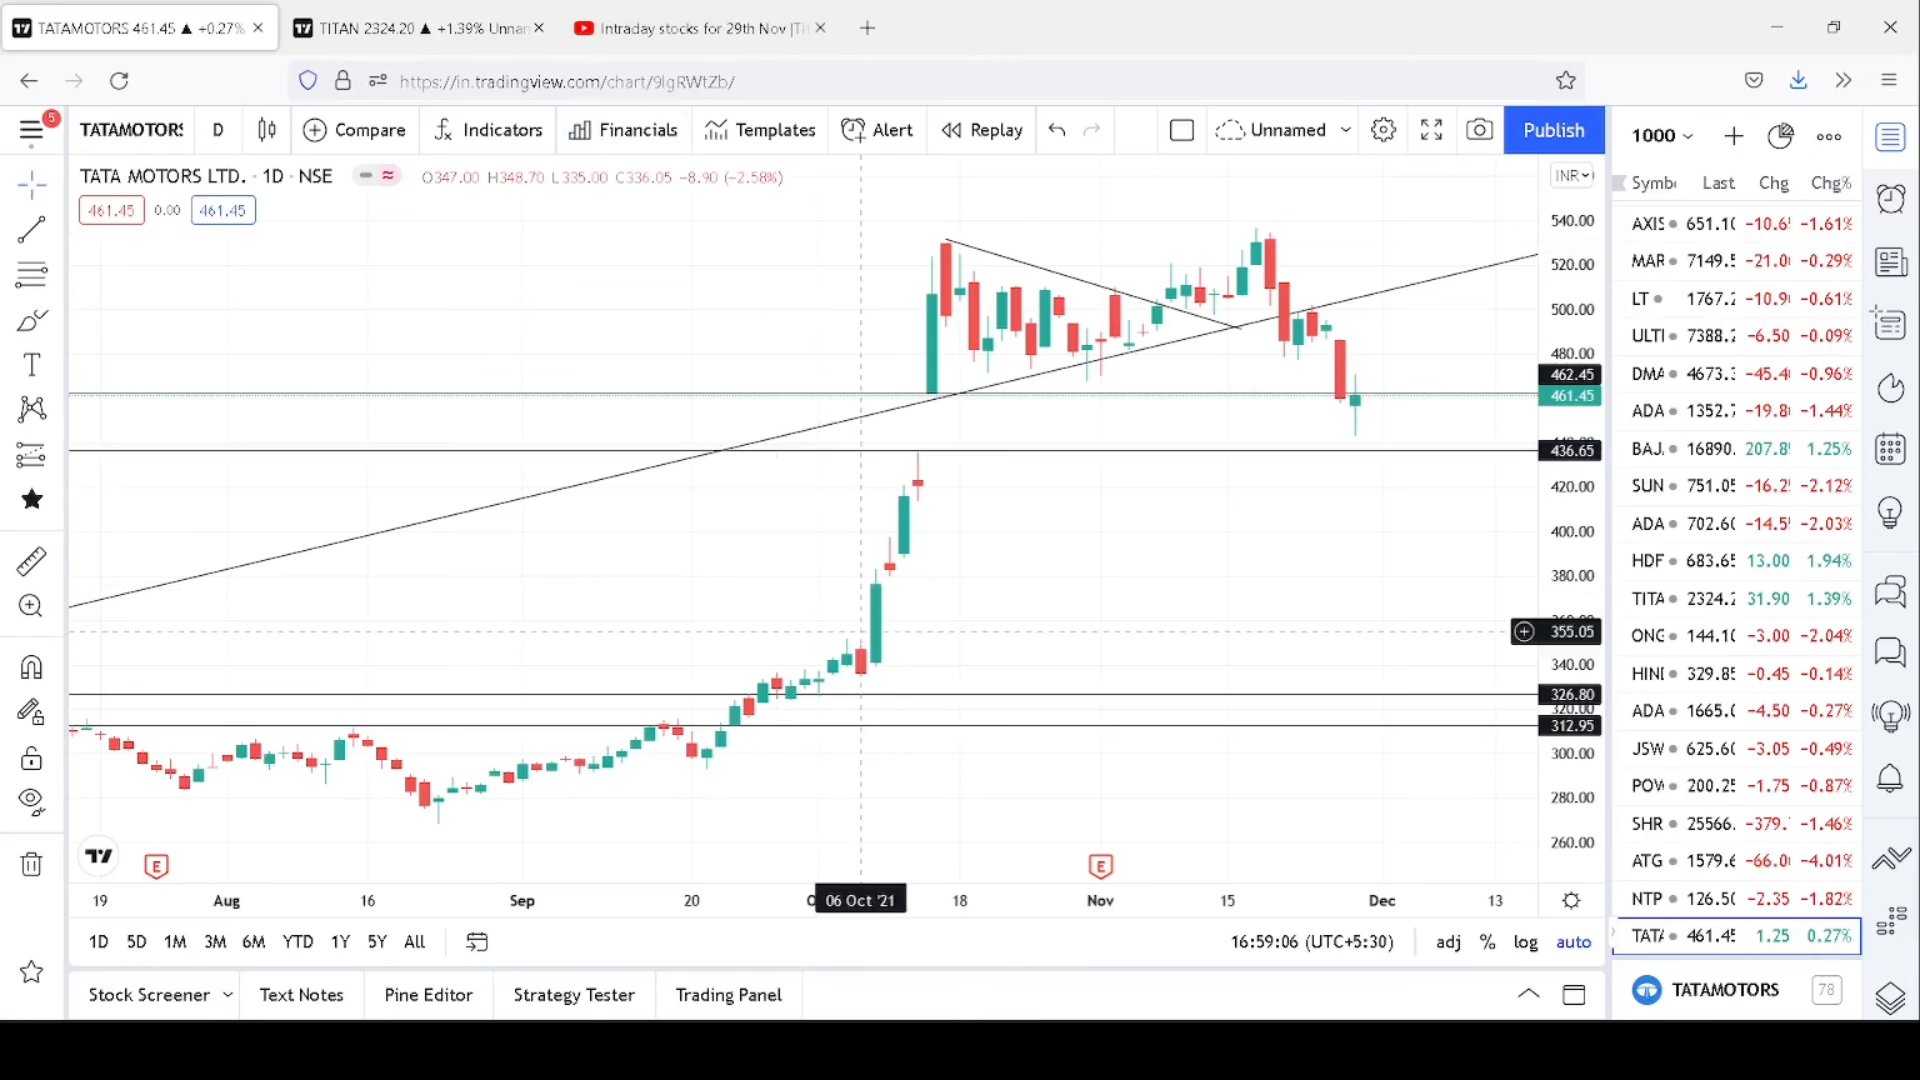 TATAMOTORS 461.45 ▲ +0.27%
TITAN 2324.20 ▲ +1.39% Unnan
Intraday stocks for 29th Nov |Ti
https://in.tradingview.com/chart/9lgRWtZb/
5
TATAMOTORS
D
Compare
Indicators
Financials
Templates
Alert
Replay
Unnamed
Publish
1000
TATA MOTORS LTD. · 1D · NSE
O347.00 H348.70 L335.00 C336.05 −8.90 (−2.58%)
461.45 0.00 461.45
INR
540.00
520.00
500.00
480.00
462.45
461.45
436.65
420.00
400.00
380.00
355.05
340.00
326.80
320.00
312.95
300.00
280.00
260.00
E
E
19 Aug 16 Sep 20 06 Oct '21 18 Nov 15 Dec 13
1D 5D 1M 3M 6M YTD 1Y 5Y All
16:59:06 (UTC+5:30)
adj % log auto
Stock Screener
Text Notes
Pine Editor
Strategy Tester
Trading Panel
Symb Last Chg Chg%
AXIS 651.10 −10.6 −1.61%
MAR 7149.5 −21.0 −0.29%
LT 1767.2 −10.9 −0.61%
ULTI 7388.2 −6.50 −0.09%
DMA 4673.3 −45.4 −0.96%
ADA 1352.7 −19.8 −1.44%
BAJ 16890. 207.8 1.25%
SUN 751.05 −16.2 −2.12%
ADA 702.60 −14.5 −2.03%
HDF 683.65 13.00 1.94%
TITA 2324.2 31.90 1.39%
ONG 144.10 −3.00 −2.04%
HIND 329.85 −0.45 −0.14%
ADA 1665.0 −4.50 −0.27%
JSW 625.60 −3.05 −0.49%
POW 200.25 −1.75 −0.87%
SHR 25566. −379. −1.46%
ATG 1579.6 −66.0 −4.01%
NTP 126.50 −2.35 −1.82%
TATA 461.45 1.25 0.27%
TATAMOTORS 78